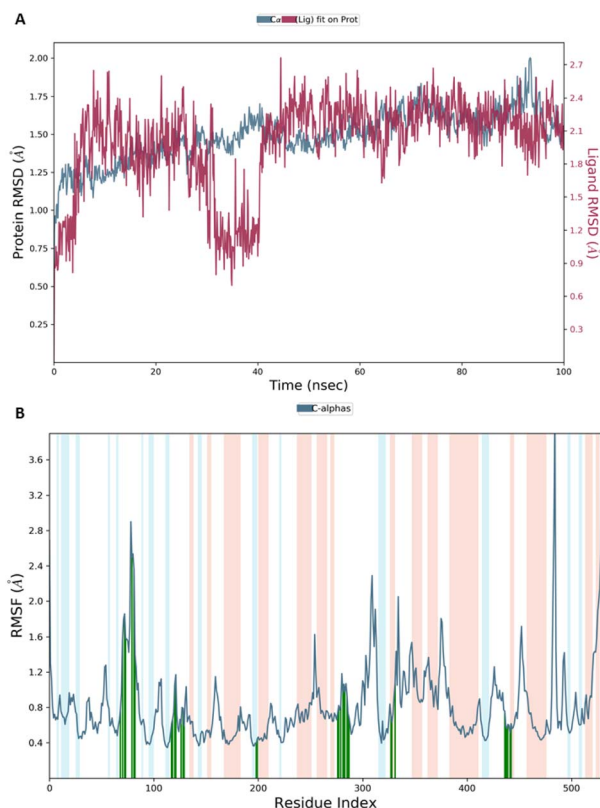 A
Cα (Lig) fit on Prot
2.00
1.75
1.50
1.25
1.00
0.75
0.50
0.25
Protein RMSD (Å)
2.7
2.4
2.1
1.8
1.5
1.2
0.9
0.6
0.3
Ligand RMSD (Å)
0 20 40 60 80 100
Time (nsec)
B
C-alphas
3.6
3.2
2.8
2.4
2.0
1.6
1.2
0.8
0.4
RMSF (Å)
0 100 200 300 400 500
Residue Index